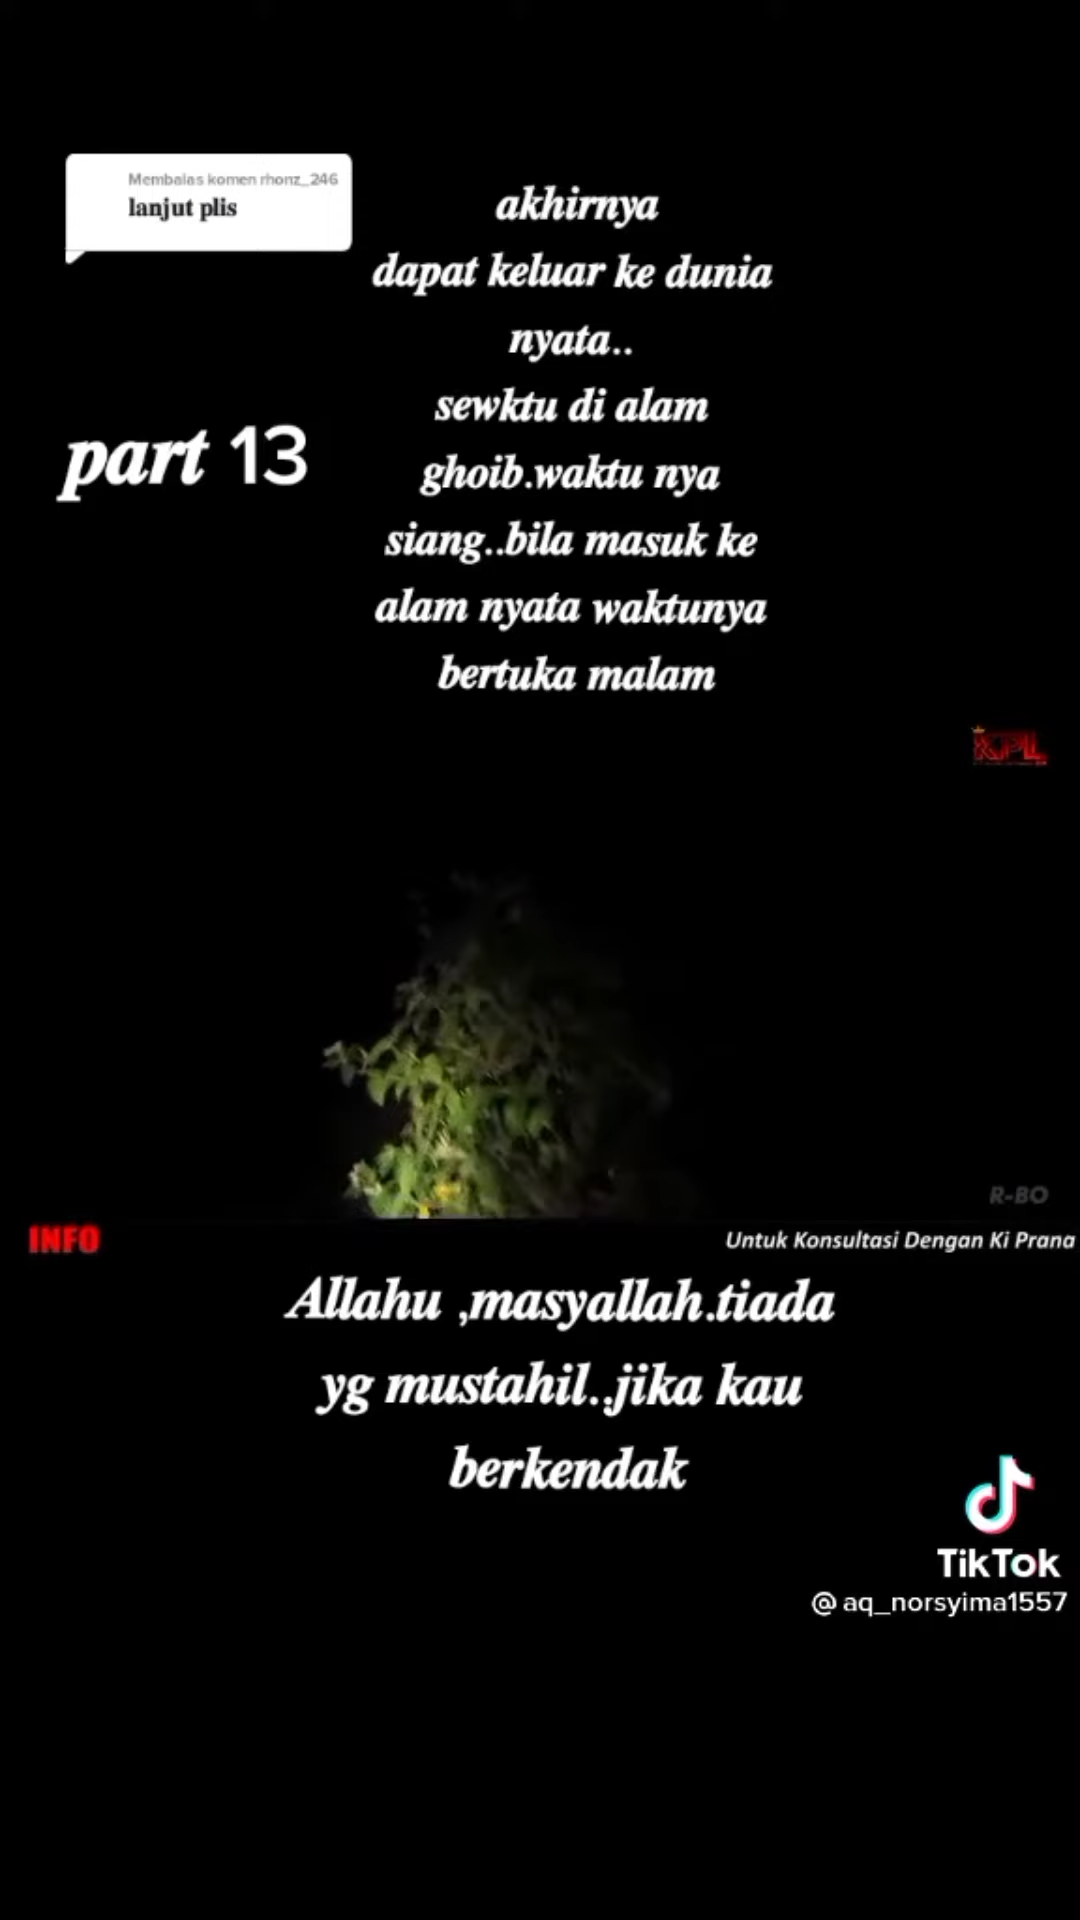 Membalas komen rhonz_246
lanjut plis
akhirnya
dapat keluar ke dunia
nyata..
sewktu di alam
ghoib.waktu nya
siang..bila masuk ke
alam nyata waktunya
bertuka malam
part 13
KPL
R-BO
INFO
Untuk Konsultasi Dengan Ki Prana
Allahu ,masyallah.tiada
yg mustahil..jika kau
berkendak
TikTok
@aq_norsyima1557